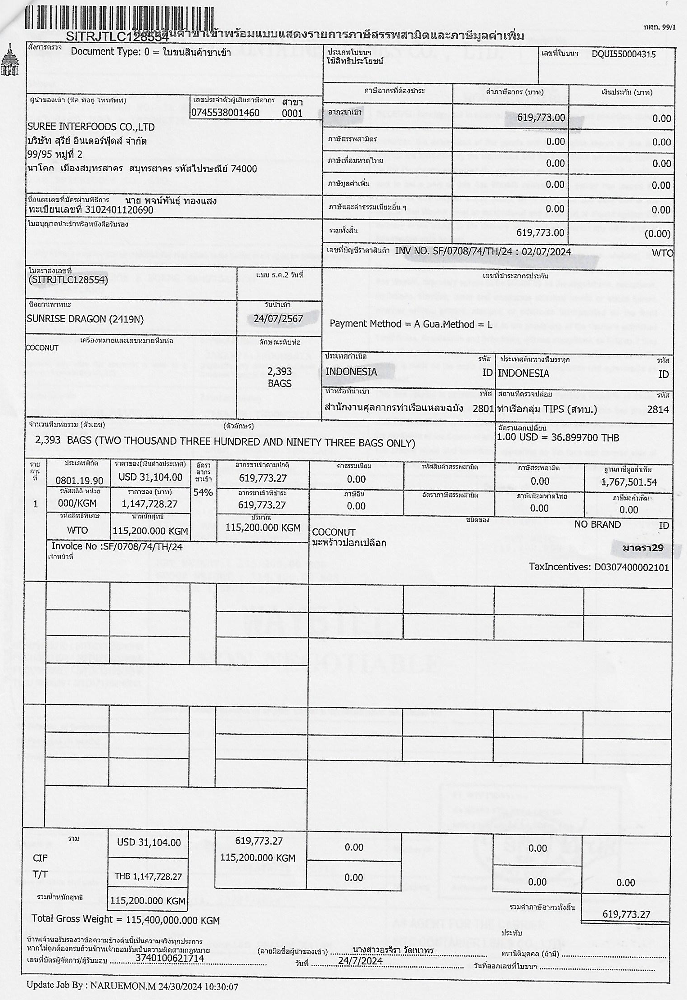 กศก. 99/1
SITRJTLC128554
ใบขนสินค้าขาเข้าพร้อมแบบแสดงรายการภาษีสรรพสามิตและภาษีมูลค่าเพิ่ม
สั่งการตรวจ
Document Type: 0 = ใบขนสินค้าขาเข้า
ประเภทใบขนฯ
ใช้สิทธิประโยชน์
เลขที่ใบขนฯ DQUI550004315
ผู้นำของเข้า (ชื่อ ที่อยู่ โทรศัพท์)
เลขประจำตัวผู้เสียภาษีอากร สาขา
0745538001460 0001
SUREE INTERFOODS CO.,LTD
บริษัท สุรีย์ อินเตอร์ฟู้ดส์ จำกัด
99/95 หมู่ที่ 2
นาโคก เมืองสมุทรสาคร สมุทรสาคร รหัสไปรษณีย์ 74000
ภาษีอากรที่ต้องชำระ ค่าภาษีอากร (บาท) เงินประกัน (บาท)
อากรขาเข้า 619,773.00 0.00
ภาษีสรรพสามิตร 0.00 0.00
ภาษีเพื่อมหาดไทย 0.00 0.00
ภาษีมูลค่าเพิ่ม 0.00 0.00
ภาษีและค่าธรรมเนียมอื่น ๆ 0.00 0.00
รวมทั้งสิ้น 619,773.00 (0.00)
ชื่อและเลขที่บัตรผ่านพิธีการ นาย พจน์พันธุ์ ทองแสง
ทะเบียนเลขที่ 3102401120690
ใบอนุญาตนำเข้าหรือหนังสือรับรอง
เลขที่บัญชีราคาสินค้า INV NO. SF/0708/74/TH/24 : 02/07/2024 WTO
ใบตราส่งเลขที่
(SITRJTLC128554)
แบบ ธ.ต.2 วันที่
เลขที่ชำระอากรประกัน
ชื่อยานพาหนะ
SUNRISE DRAGON (2419N)
วันนำเข้า
24/07/2567
Payment Method = A Gua.Method = L
เครื่องหมายและเลขหมายหีบห่อ
COCONUT
ลักษณะหีบห่อ
2,393
BAGS
ประเทศกำเนิด รหัส
INDONESIA ID
ประเทศต้นทางที่บรรทุก รหัส
INDONESIA ID
ท่าหรือที่นำเข้า รหัส
สำนักงานศุลกากรท่าเรือแหลมฉบัง 2801
สถานที่ตรวจปล่อย รหัส
ท่าเรือกลุ่ม TIPS (สทบ.) 2814
จำนวนหีบห่อรวม (ตัวเลข) (ตัวอักษร)
2,393 BAGS (TWO THOUSAND THREE HUNDRED AND NINETY THREE BAGS ONLY)
อัตราแลกเปลี่ยน
1.00 USD = 36.899700 THB
รายการที่ ประเภทพิกัด ราคาของ(เงินต่างประเทศ) อัตราอากรขาเข้า อากรขาเข้าตามปกติ ค่าธรรมเนียม รหัสสินค้าสรรพสามิต ภาษีสรรพสามิต ฐานภาษีมูลค่าเพิ่ม
0801.19.90 USD 31,104.00 619,773.27 0.00 0.00 1,767,501.54
รหัสสถิติ หน่วย ราคาของ (บาท) 54% อากรขาเข้าที่ชำระ ภาษีอื่น อัตราภาษีสรรพสามิต ภาษีเพื่อมหาดไทย ภาษีมูลค่าเพิ่ม
1 000/KGM 1,147,728.27 619,773.27 0.00 0.00 0.00
รหัสสิทธิพิเศษ น้ำหนักสุทธิ ปริมาณ ชนิดของ
WTO 115,200.000 KGM 115,200.000 KGM
NO BRAND ID
COCONUT
มะพร้าวปอกเปลือก
มาตรา29
Invoice No :SF/0708/74/TH/24
เจ้าหน้าที่
TaxIncentives: D0307400002101
รวม USD 31,104.00 619,773.27 0.00 0.00
CIF 115,200.000 KGM
T/T THB 1,147,728.27 0.00 0.00 0.00
รวมน้ำหนักสุทธิ 115,200.000 KGM
รวมค่าภาษีอากรทั้งสิ้น 619,773.27
Total Gross Weight = 115,400,000.000 KGM
ประทับ
ข้าพเจ้าขอรับรองว่าข้อความข้างต้นนี้เป็นความจริงทุกประการ
หากไม่ถูกต้องครบถ้วนข้าพเจ้ายอมรับเป็นความผิดตามกฎหมาย
(ลายมือชื่อผู้นำของเข้า) นางสาวอรจิรา วัฒนาพร
ตรานิติบุคคล (ถ้ามี)
เลขที่บัตรผู้จัดการ/ผู้รับมอบ 3740100621714
วันที่ 24/7/2024
วันที่ออกเลขที่ใบขนฯ
Update Job By : NARUEMON.M 24/30/2024 10:30:07